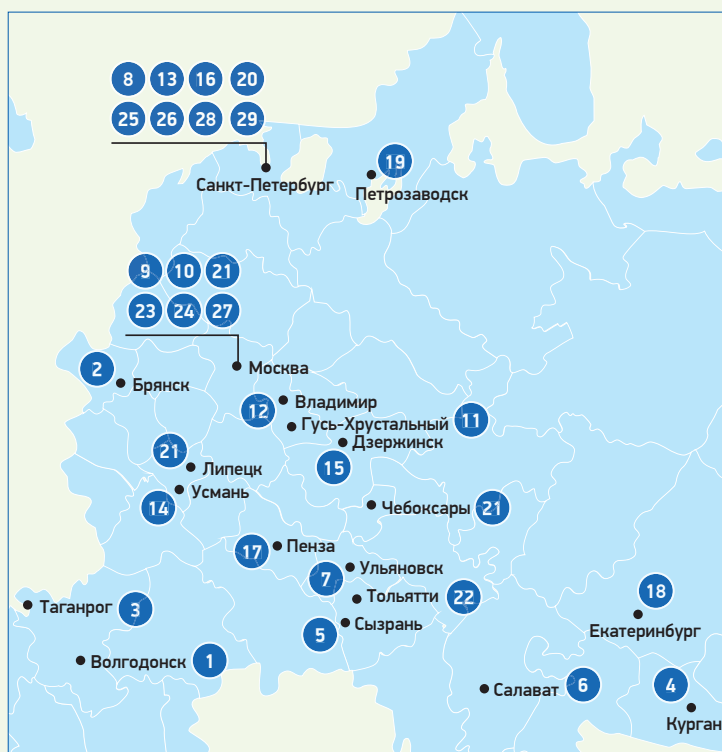 8 13 16 20
25 26 28 29
Санкт-Петербург
19
Петрозаводск
9 10 21
23 24 27
Москва
2
Брянск
12
Владимир
Гусь-Хрустальный
11
Дзержинск
15
21
Липецк
Усмань
14
Чебоксары
21
17
Пенза
Ульяновск
7
Тольятти
22
Сызрань
5
Таганрог
3
Волгодонск
1
18
Екатеринбург
Салават
6
4
Курган